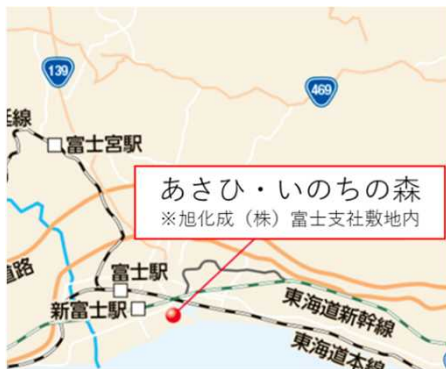 139
469
延線
富士宮駅
あさひ・いのちの森
※旭化成（株）富士支社敷地内
道路
富士駅
新富士駅
東海道新幹線
東海道本線